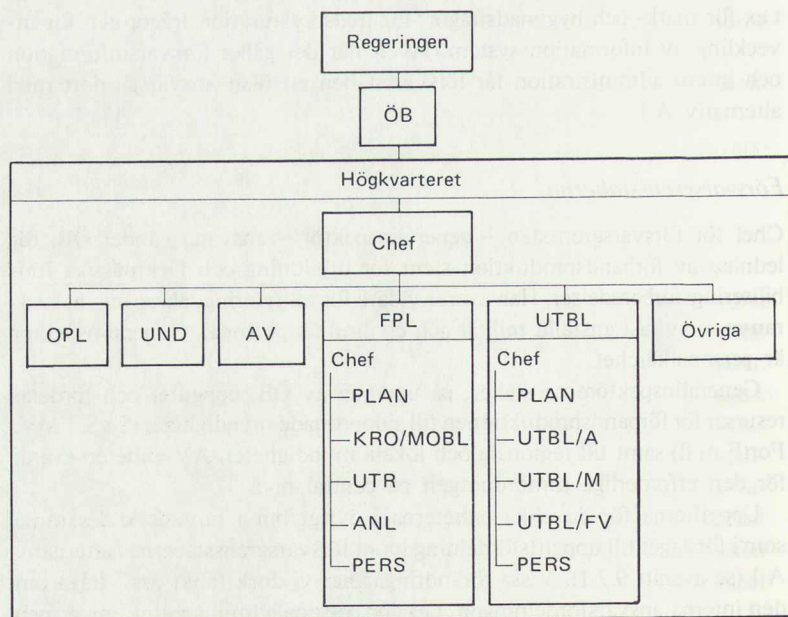 Regeringen
ÖB
Högkvarteret
Chef
OPL
UND
AV
FPL
Chef
PLAN
KRO/MOBL
UTR
ANL
PERS
UTBL
Chef
PLAN
UTBL/A
UTBL/M
UTBL/FV
PERS
Övriga